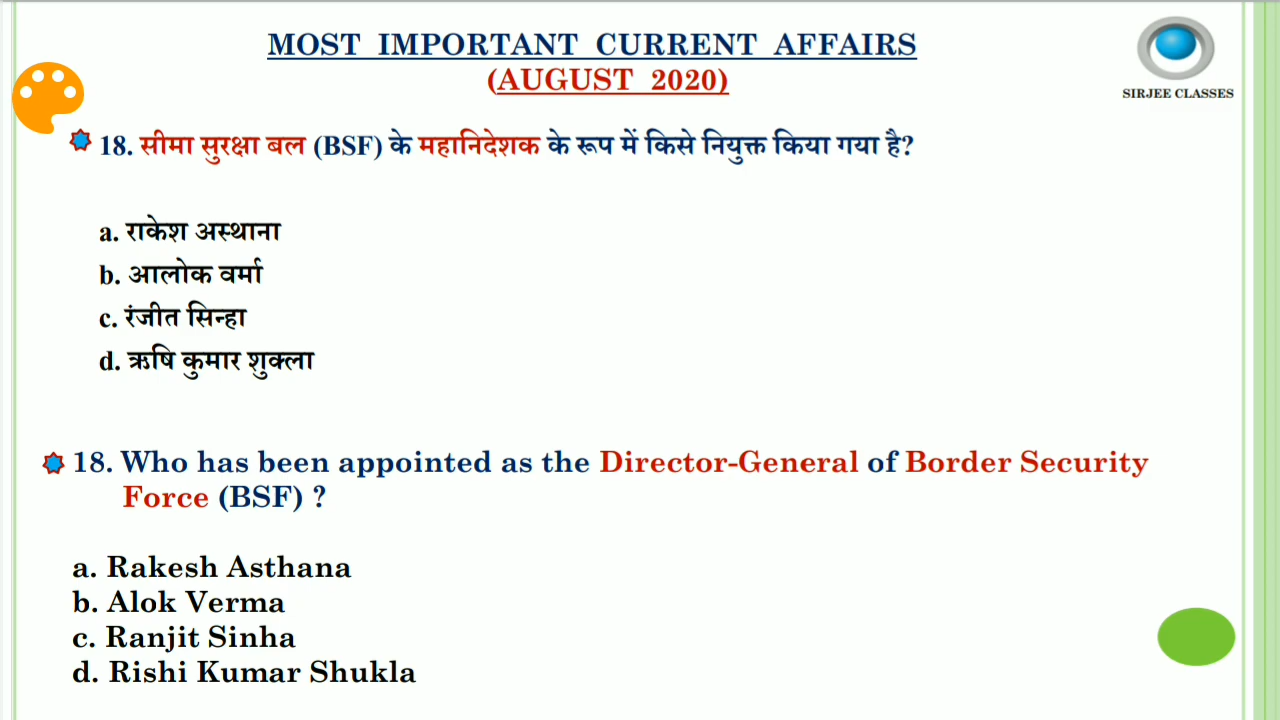 MOST IMPORTANT CURRENT AFFAIRS
(AUGUST 2020)
SIRJEE CLASSES
18. सीमा सुरक्षा बल (BSF) के महानिदेशक के रूप में किसे नियुक्त किया गया है?
a. राकेश अस्थाना
b. आलोक वर्मा
c. रंजीत सिन्हा
d. ऋषि कुमार शुक्ला
18. Who has been appointed as the Director-General of Border Security
Force (BSF) ?
a. Rakesh Asthana
b. Alok Verma
c. Ranjit Sinha
d. Rishi Kumar Shukla